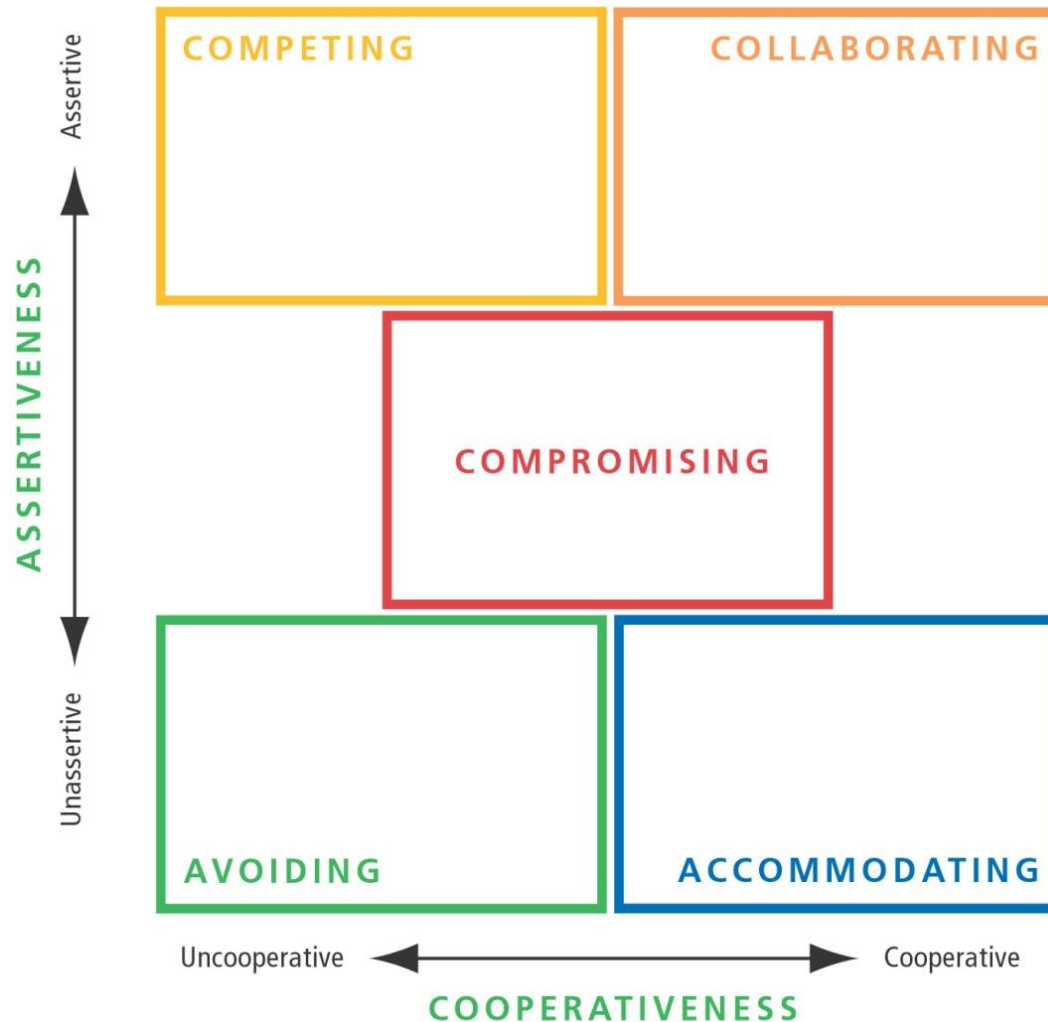 COMPETING
COLLABORATING
Assertive
ASSERTIVENESS
Unassertive
COMPROMISING
AVOIDING
ACCOMMODATING
Uncooperative
Cooperative
COOPERATIVENESS